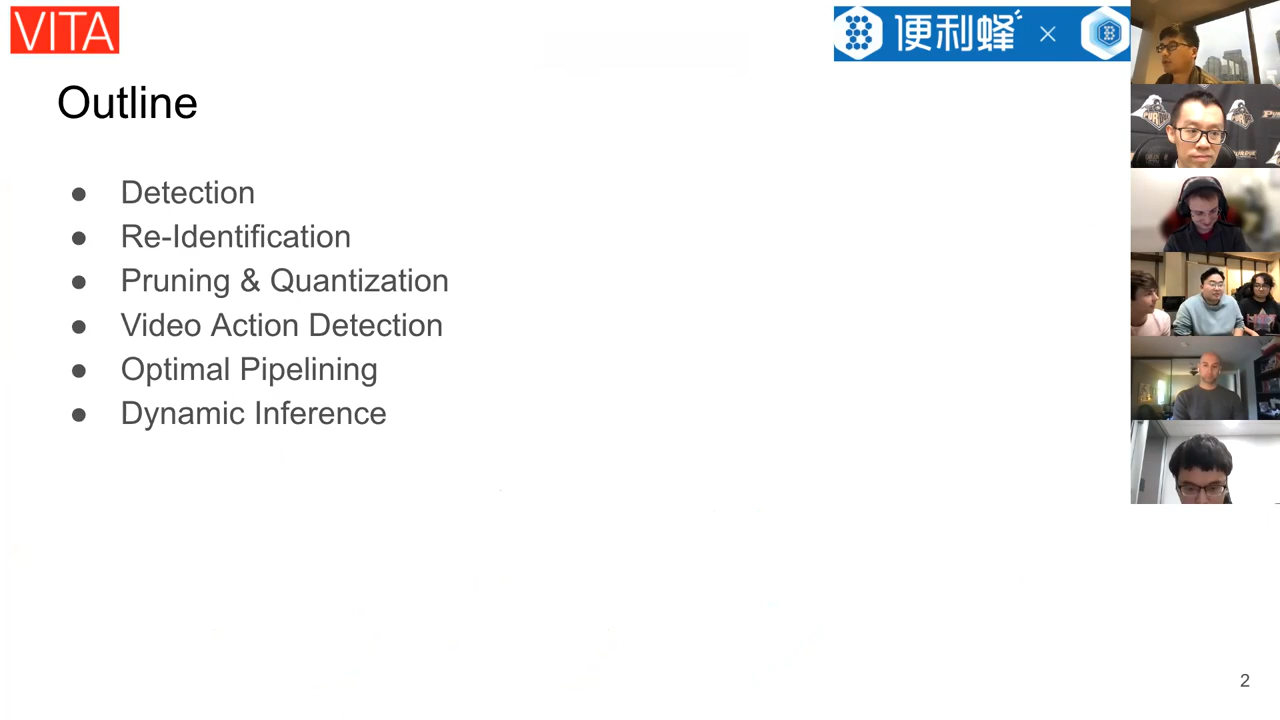 VITA
便利蜂 ×
Outline
● Detection
● Re-Identification
● Pruning & Quantization
● Video Action Detection
● Optimal Pipelining
● Dynamic Inference
2